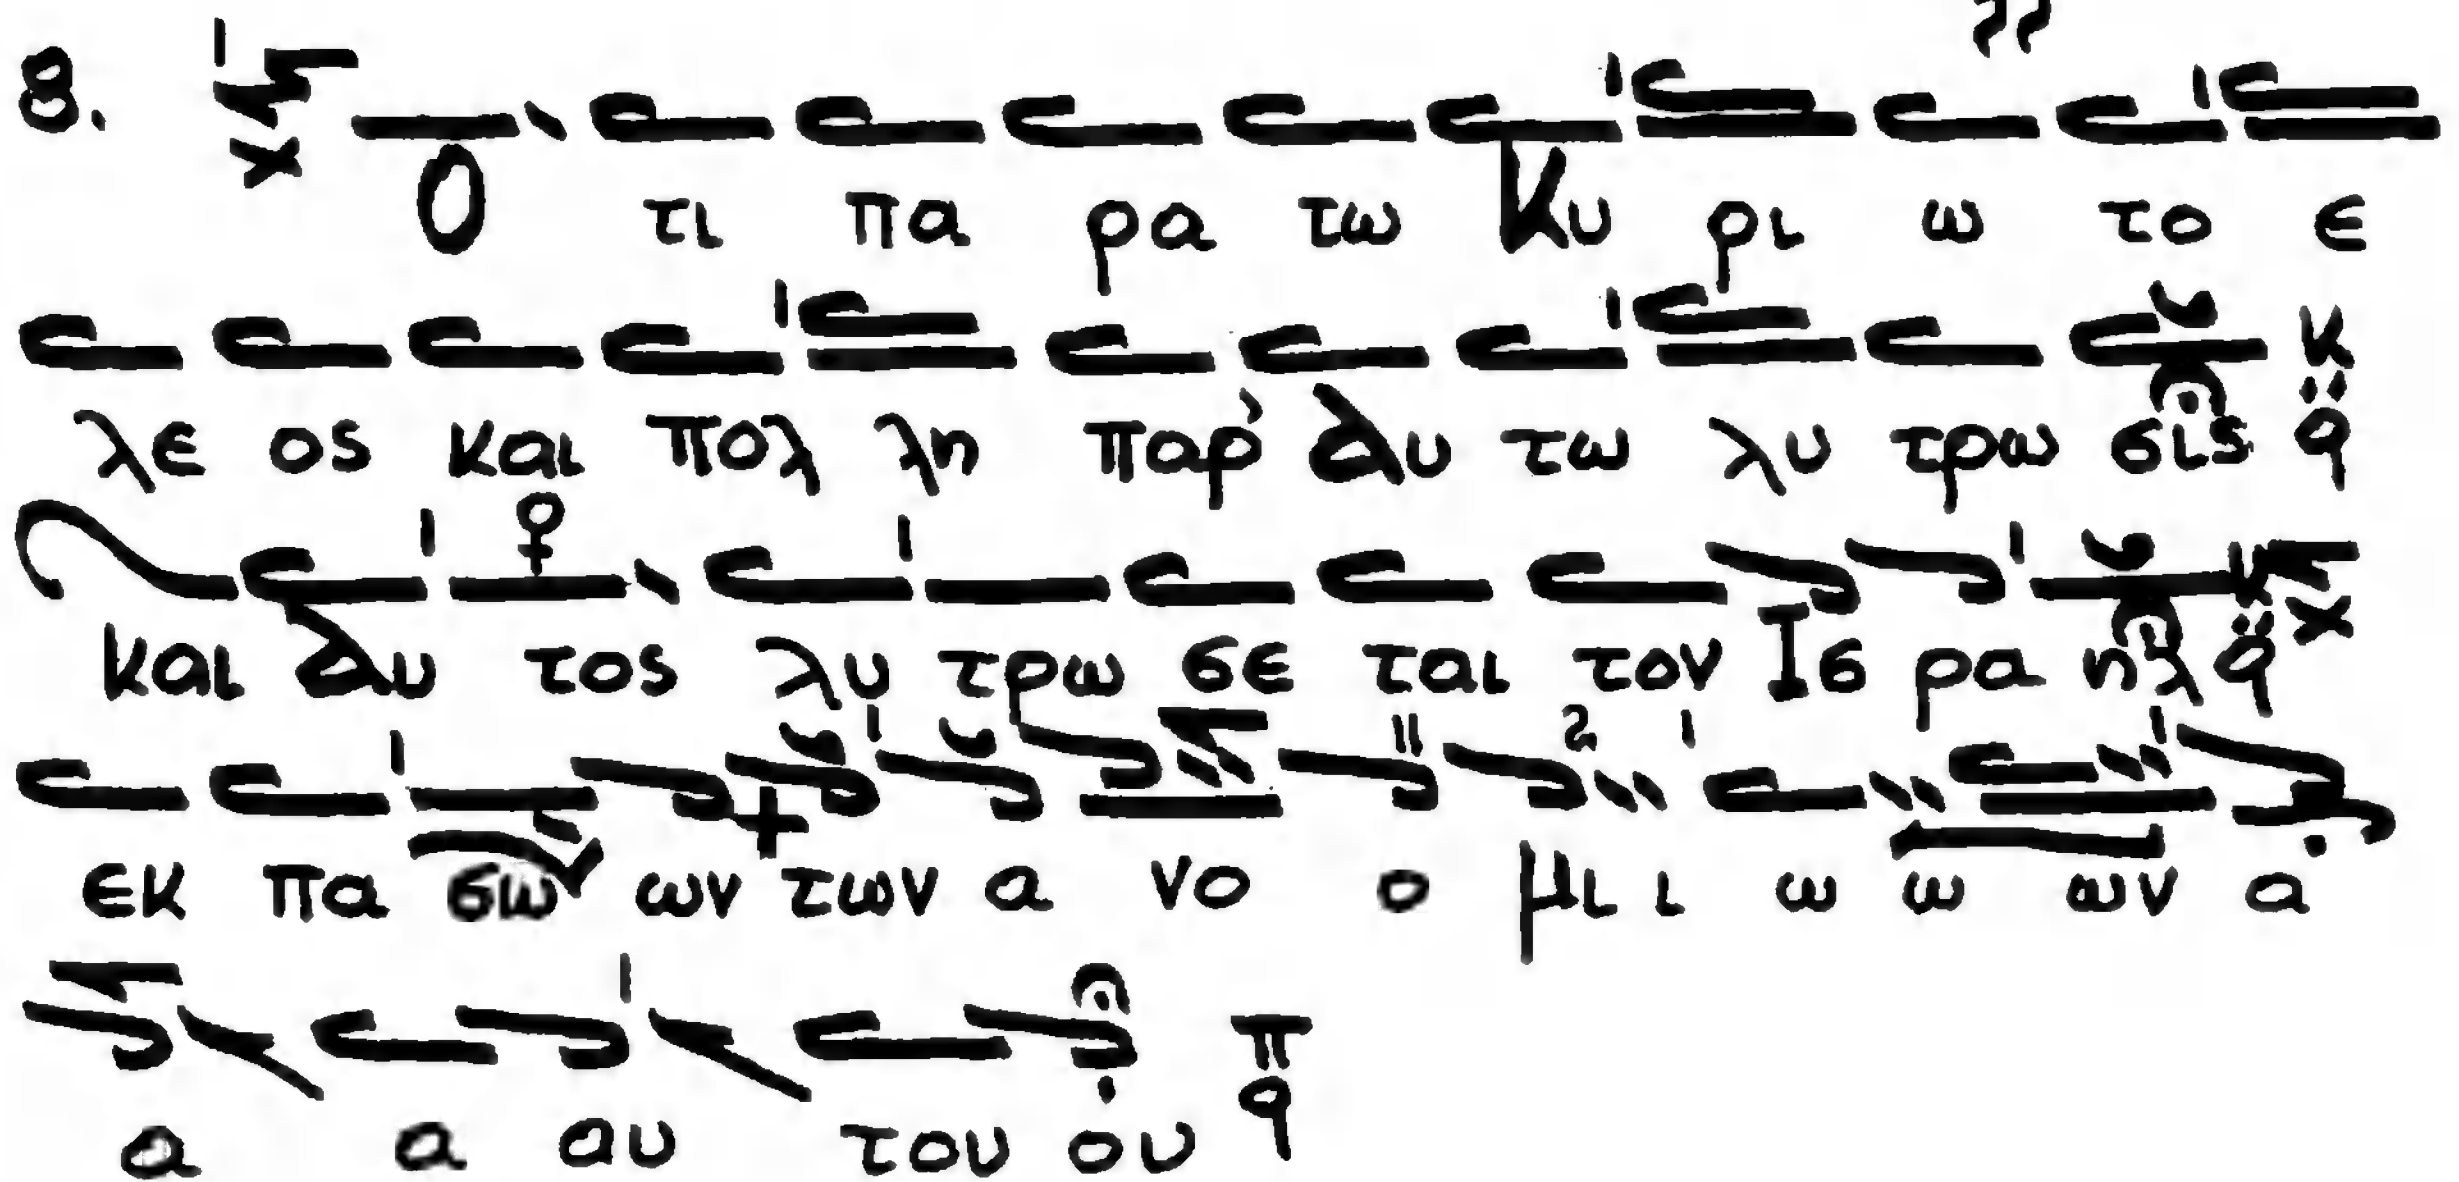 8. Ο τι πα ρα τω Κυ ρι ω το ε
λε ος και πολ λη παρ' Αυ τω λυ τρω σις
και Αυ τος λυ τρω σε ται τον Ισ ρα ηλ
εκ πα σω ων των α νο ο μι ι ω ω ων α
α α αυ του ου